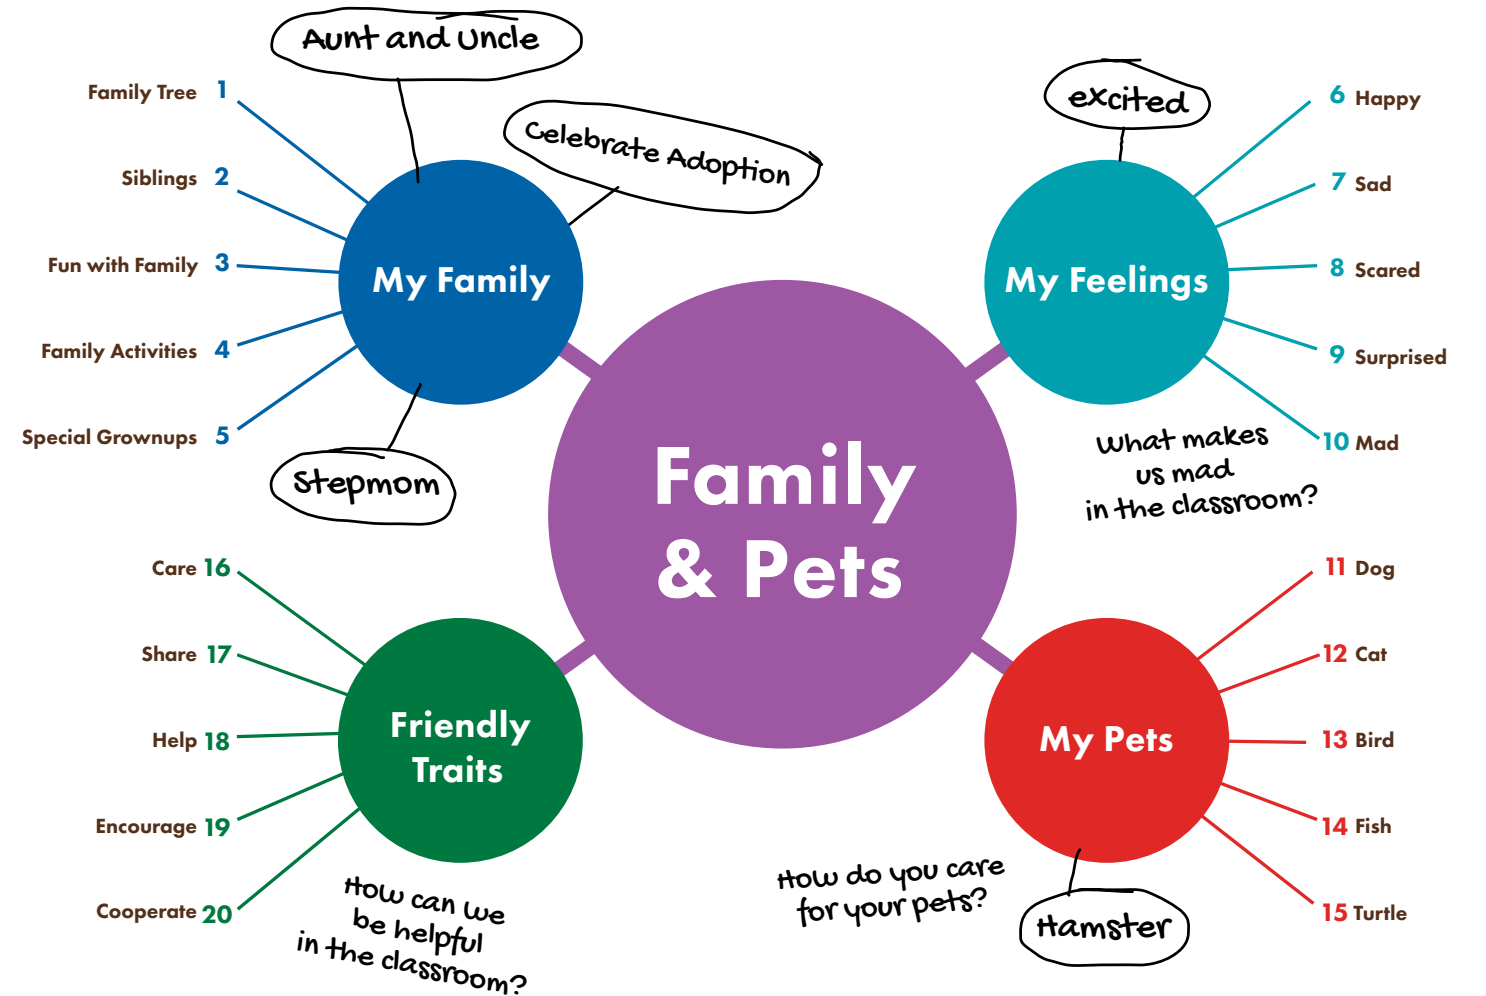 Aunt and Uncle
Celebrate Adoption
Family Tree 1
Siblings 2
Fun with Family 3
Family Activities 4
Special Grownups 5
My Family
Stepmom
excited
6 Happy
7 Sad
8 Scared
9 Surprised
10 Mad
My Feelings
What makes
us mad
in the classroom?
Family
& Pets
Care 16
Share 17
Help 18
Encourage 19
Cooperate 20
Friendly
Traits
How can we
be helpful
in the classroom?
11 Dog
12 Cat
13 Bird
14 Fish
15 Turtle
My Pets
How do you care
for your pets?
Hamster